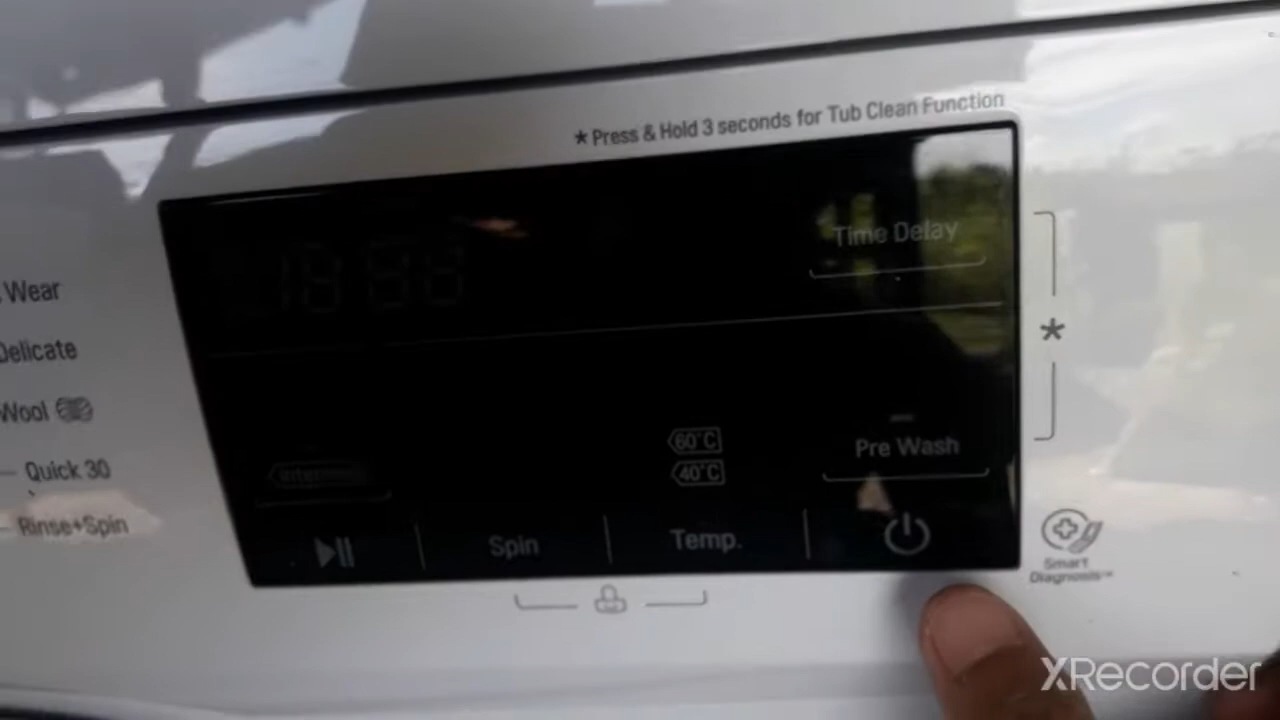 * Press & Hold 3 seconds for Tub Clean Function
Time Delay
Wear
Delicate
*
Wool
60°C
Pre Wash
Quick 30
40°C
Rinse+Spin
Spin
Temp.
Smart
Diagnosis™
XRecorder